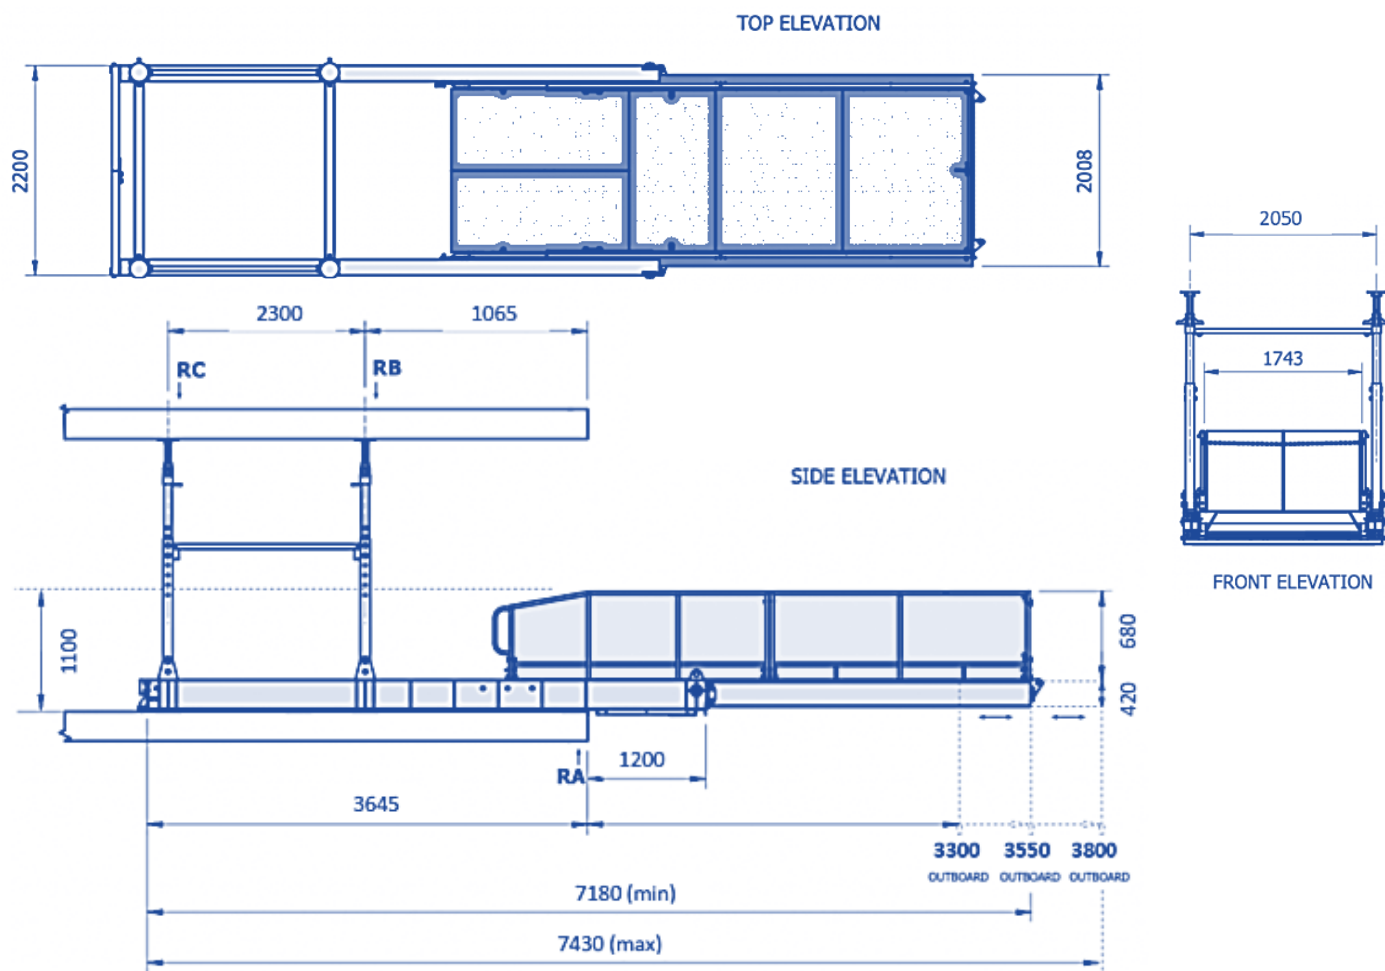 TOP ELEVATION
2200
2008
2050
2300
1065
RC
RB
1743
SIDE ELEVATION
FRONT ELEVATION
1100
680
420
1200
RA
3645
3300 3550 3800
OUTBOARD OUTBOARD OUTBOARD
7180 (min)
7430 (max)